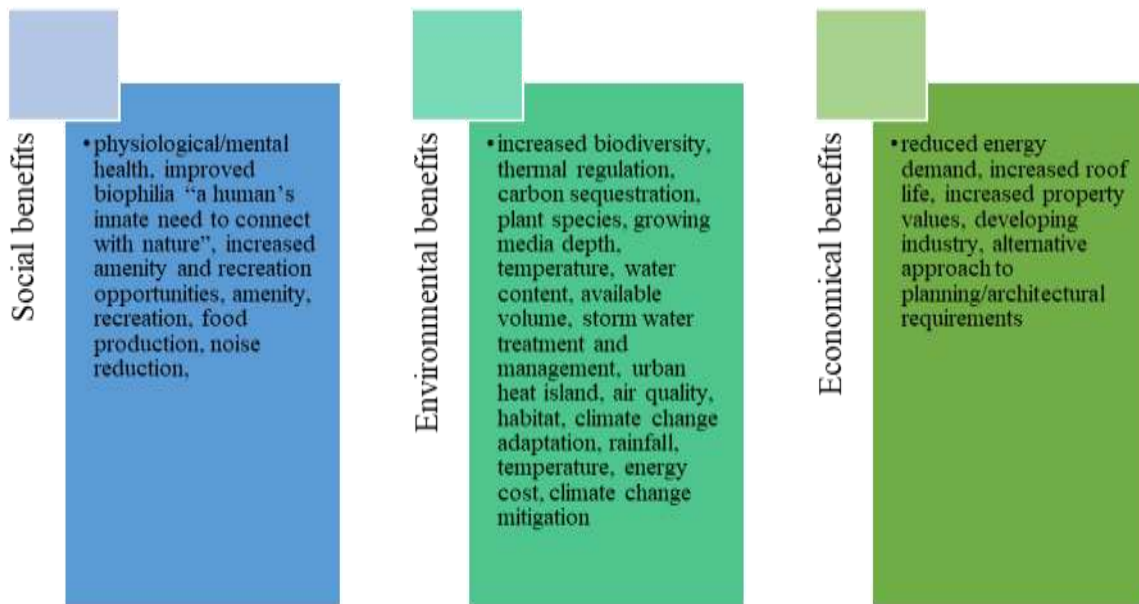 Social benefits
•physiological/mental
health, improved
biophilia “a human’s
innate need to connect
with nature”, increased
amenity and recreation
opportunities, amenity,
recreation, food
production, noise
reduction,
Environmental benefits
•increased biodiversity,
thermal regulation,
carbon sequestration,
plant species, growing
media depth,
temperature, water
content, available
volume, storm water
treatment and
management, urban
heat island, air quality,
habitat, climate change
adaptation, rainfall,
temperature, energy
cost, climate change
mitigation
Economical benefits
•reduced energy
demand, increased roof
life, increased property
values, developing
industry, alternative
approach to
planning/architectural
requirements